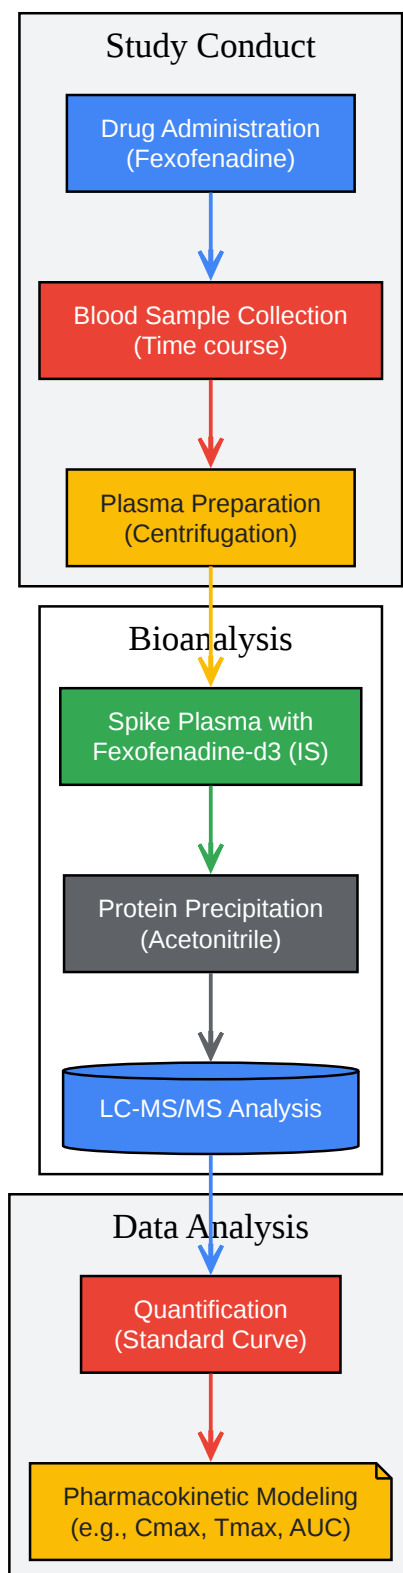 Study Conduct
Drug Administration
(Fexofenadine)
Blood Sample Collection
(Time course)
Plasma Preparation
(Centrifugation)
Bioanalysis
Spike Plasma with
Fexofenadine-d3 (IS)
Protein Precipitation
(Acetonitrile)
LC-MS/MS Analysis
Data Analysis
Quantification
(Standard Curve)
Pharmacokinetic Modeling
(e.g., Cmax, Tmax, AUC)